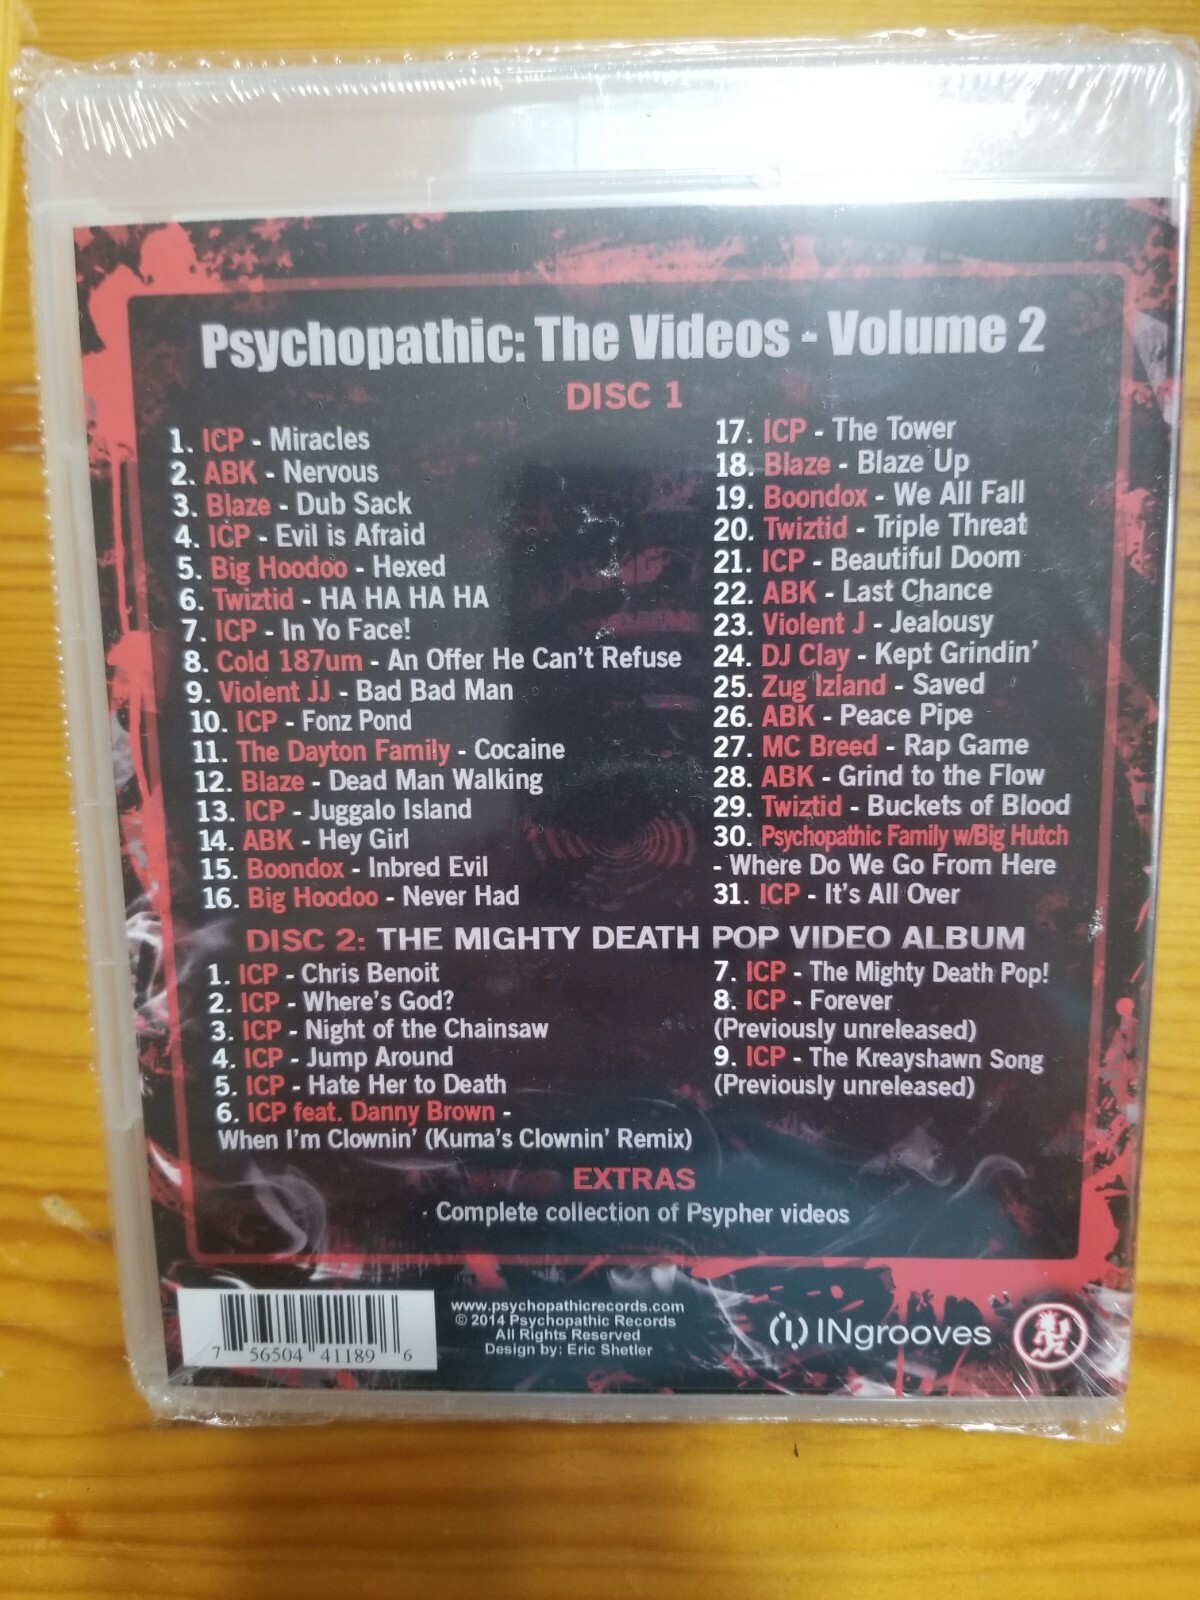 Psychopathic: The Videos - Volume 2
DISC 1
1. ICP - Miracles
2. ABK - Nervous
3. Blaze - Dub Sack
4. ICP - Evil is Afraid
5. Big Hoodoo - Hexed
6. Twiztid - HA HA HA HA
7. ICP - In Yo Face!
8. Cold 187um - An Offer He Can't Refuse
9. Violent JJ - Bad Bad Man
10. ICP - Fonz Pond
11. The Dayton Family - Cocaine
12. Blaze - Dead Man Walking
13. ICP - Juggalo Island
14. ABK - Hey Girl
15. Boondox - Inbred Evil
16. Big Hoodoo - Never Had
17. ICP - The Tower
18. Blaze - Blaze Up
19. Boondox - We All Fall
20. Twiztid - Triple Threat
21. ICP - Beautiful Doom
22. ABK - Last Chance
23. Violent J - Jealousy
24. DJ Clay - Kept Grindin'
25. Zug Izland - Saved
26. ABK - Peace Pipe
27. MC Breed - Rap Game
28. ABK - Grind to the Flow
29. Twiztid - Buckets of Blood
30. Psychopathic Family w/Big Hutch
- Where Do We Go From Here
31. ICP - It's All Over
DISC 2: THE MIGHTY DEATH POP VIDEO ALBUM
1. ICP - Chris Benoit
2. ICP - Where's God?
3. ICP - Night of the Chainsaw
4. ICP - Jump Around
5. ICP - Hate Her to Death
6. ICP feat. Danny Brown -
When I'm Clownin' (Kuma's Clownin' Remix)
7. ICP - The Mighty Death Pop!
8. ICP - Forever
(Previously unreleased)
9. ICP - The Kreayshawn Song
(Previously unreleased)
EXTRAS
- Complete collection of Psypher videos
7 56504 41189 6
www.psychopathicrecords.com
© 2014 Psychopathic Records
All Rights Reserved
Design by: Eric Shetler
INgrooves